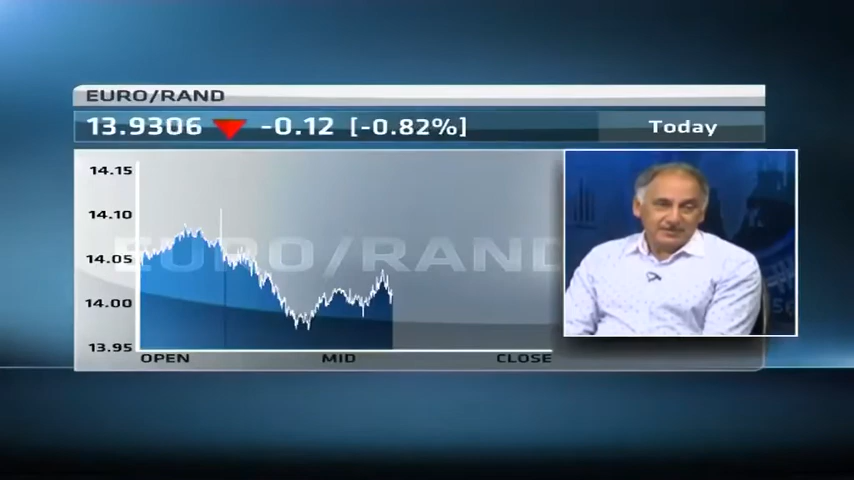 EURO/RAND
13.9306 -0.12 [-0.82%] Today
14.15
14.10
14.05
14.00
13.95
EURO/RAND
OPEN MID CLOSE